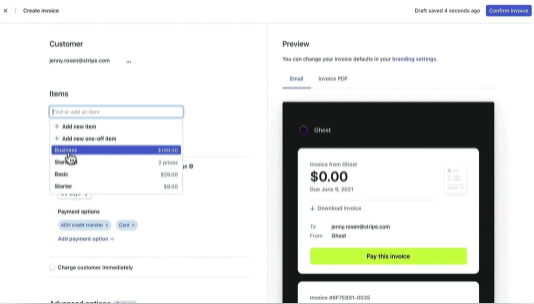 × Create invoice
Draft saved 4 seconds ago
Confirm invoice
Customer
jenny.rosen@stripe.com ...
Items
Find or add an item
+ Add new item
+ Add new one-off item
Business $199.00
2 prices
Basic $29.00
Starter $9.00
Payment options
ACH credit transfer ×
Card ×
Add payment option
Charge customer immediately
Advanced options
Preview
You can change your invoice defaults in your branding settings.
Email
Invoice PDF
Ghost
Invoice from Ghost
$0.00
Due June 9, 2021
Download invoice
To jenny.rosen@stripe.com
From Ghost
Pay this invoice
Invoice #8F7E891-0035